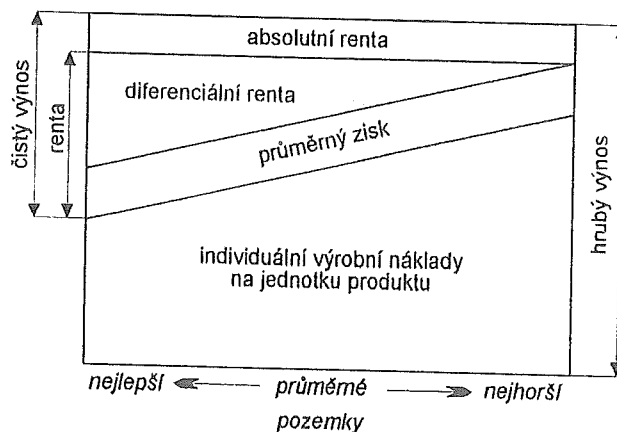 absolutní renta
diferenciální renta
průměrný zisk
čistý výnos
renta
hrubý výnos
individuální výrobní náklady
na jednotku produktu
nejlepší průměrné nejhorší
pozemky